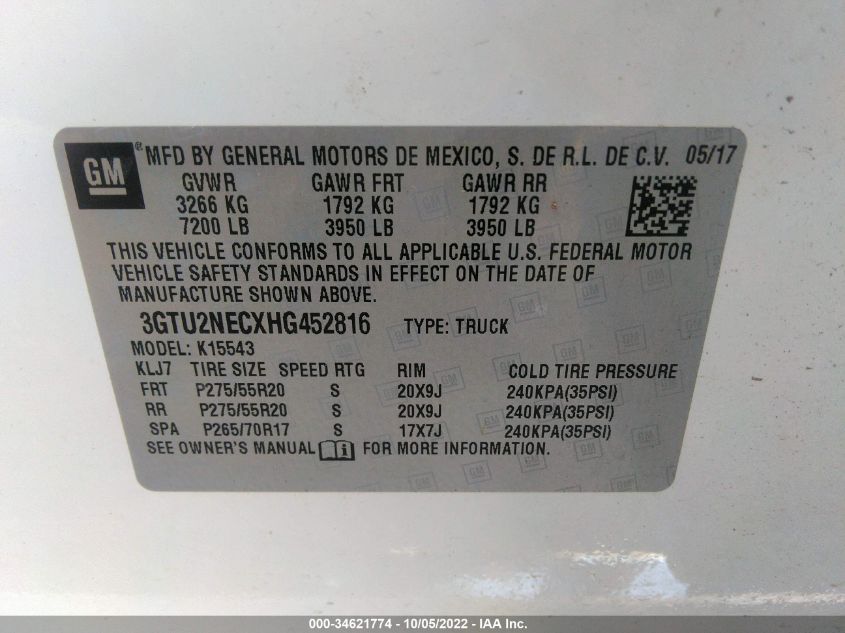 GM® MFD BY GENERAL MOTORS DE MEXICO, S. DE R.L. DE C.V. 05/17
GVWR GAWR FRT GAWR RR
3266 KG 1792 KG 1792 KG
7200 LB 3950 LB 3950 LB
THIS VEHICLE CONFORMS TO ALL APPLICABLE U.S. FEDERAL MOTOR
VEHICLE SAFETY STANDARDS IN EFFECT ON THE DATE OF
MANUFACTURE SHOWN ABOVE.
3GTU2NECXHG452816 TYPE: TRUCK
MODEL: K15543
KLJ7 TIRE SIZE SPEED RTG RIM COLD TIRE PRESSURE
FRT P275/55R20 S 20X9J 240KPA(35PSI)
RR P275/55R20 S 20X9J 240KPA(35PSI)
SPA P265/70R17 S 17X7J 240KPA(35PSI)
SEE OWNER'S MANUAL FOR MORE INFORMATION.
000-34621774 - 10/05/2022 - IAA Inc.